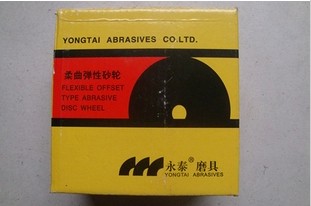 YONGTAI ABRASIVES CO.LTD.
柔曲弹性砂轮
FLEXIBLE OFFSET
TYPE ABRASIVE
DISC WHEEL
永泰® 磨具
YONGTAI ABRASIVES